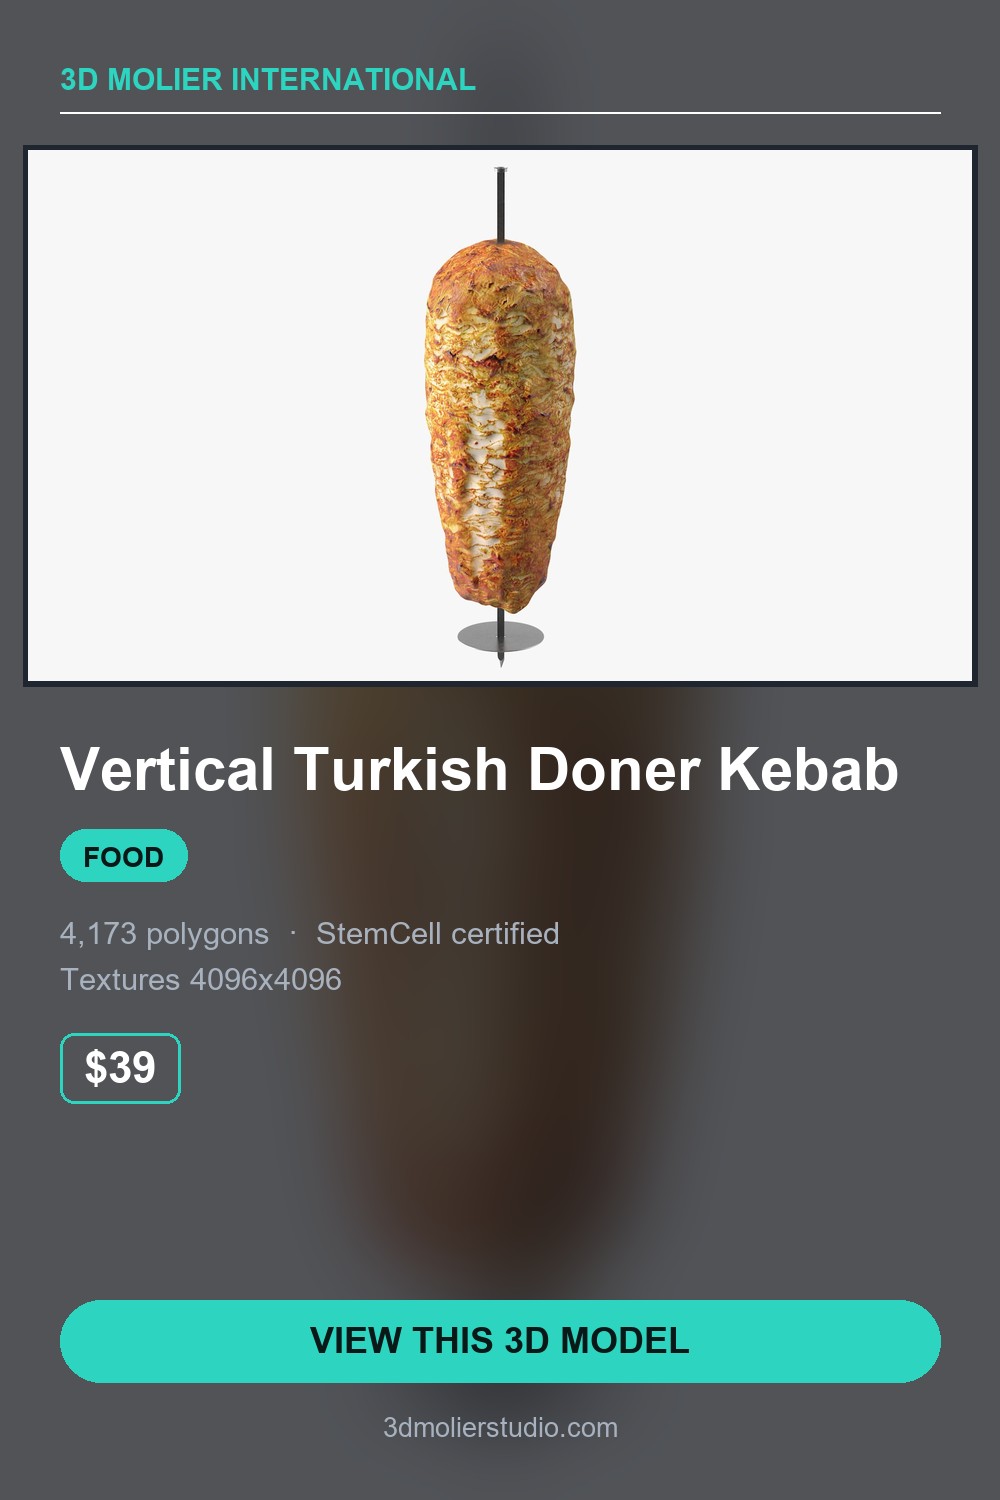 3D MOLIER INTERNATIONAL
Vertical Turkish Doner Kebab
FOOD
4,173 polygons · StemCell certified
Textures 4096x4096
$39
VIEW THIS 3D MODEL
3dmolierstudio.com